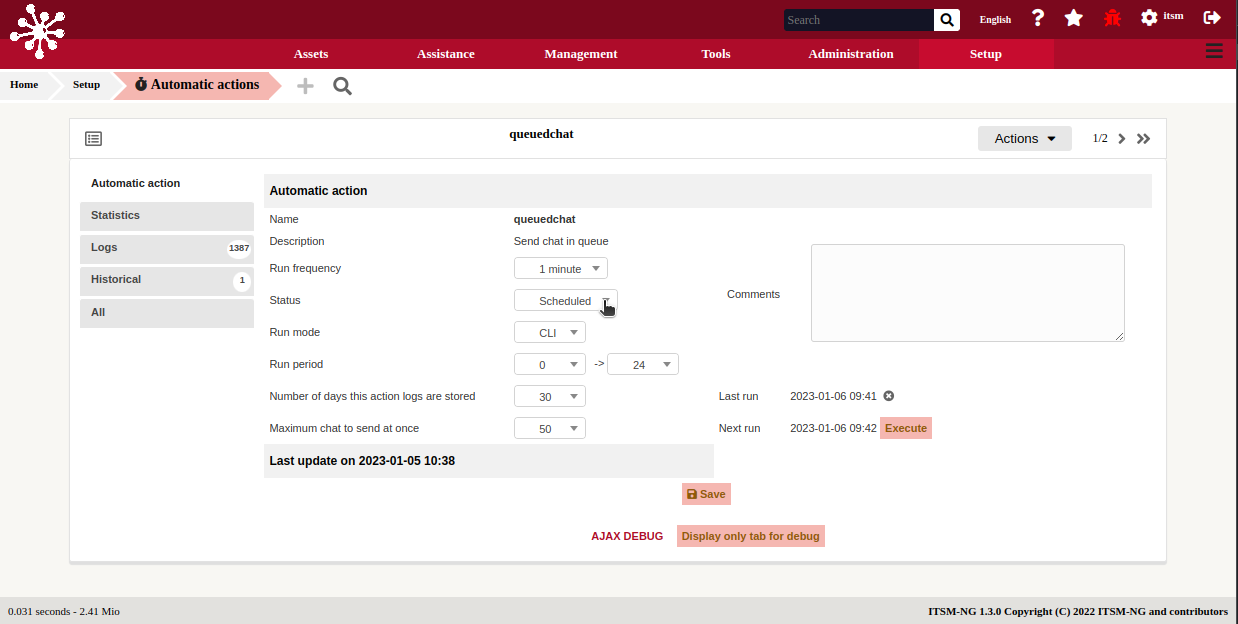 Search
English
?
itsm
Assets
Assistance
Management
Tools
Administration
Setup
Home
Setup
Automatic actions
queuedchat
Actions
1/2
Automatic action
Statistics
Logs 1387
Historical 1
All
Automatic action
Name queuedchat
Description Send chat in queue
Run frequency 1 minute
Status Scheduled
Comments
Run mode CLI
Run period 0 -> 24
Number of days this action logs are stored 30 Last run 2023-01-06 09:41
Maximum chat to send at once 50 Next run 2023-01-06 09:42 Execute
Last update on 2023-01-05 10:38
Save
AJAX DEBUG Display only tab for debug
0.031 seconds - 2.41 Mio
ITSM-NG 1.3.0 Copyright (C) 2022 ITSM-NG and contributors